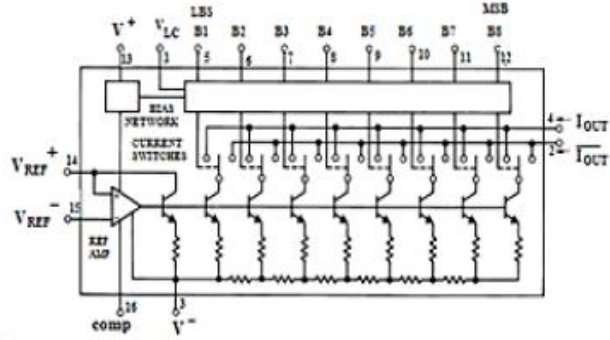 LBS MSB
V+ VLC B1 B2 B3 B4 B5 B6 B7 B8
13 1 5 6 7 8 9 10 11 12
BIAS
NETWORK
CURRENT
SWITCHES
4 IOUT
2 IOUT
VREF+ 14
VREF- 15
REF
AMP
16 3
comp V-